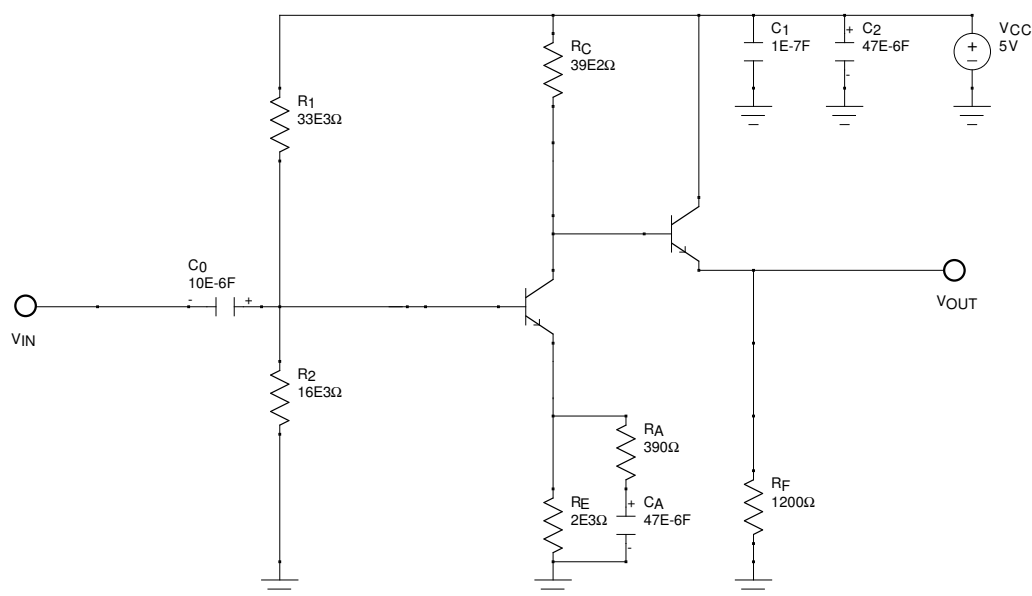 RC
39E2Ω
C1
1E-7F
+
C2
47E-6F
-
VCC
5V
+
-
R1
33E3Ω
C0
10E-6F
-
+
VIN
VOUT
R2
16E3Ω
RA
390Ω
RE
2E3Ω
+
CA
47E-6F
-
RF
1200Ω